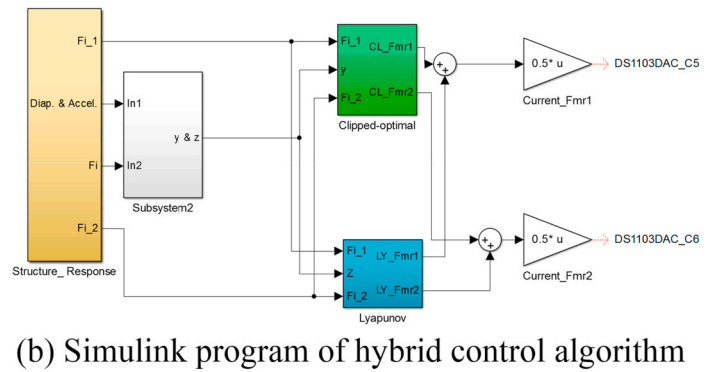 Fi_1
Diap. & Accel.
Fi
Fi_2
Structure_ Response
In1
In2
y & z
Subsystem2
Fi_1
y
Fi_2
CL_Fmr1
CL_Fmr2
Clipped-optimal
Fi_1
Z
Fi_2
LY_Fmr1
LY_Fmr2
Lyapunov
+
+
0.5* u
Current_Fmr1
DS1103DAC_C5
+
+
0.5* u
Current_Fmr2
DS1103DAC_C6
(b) Simulink program of hybrid control algorithm